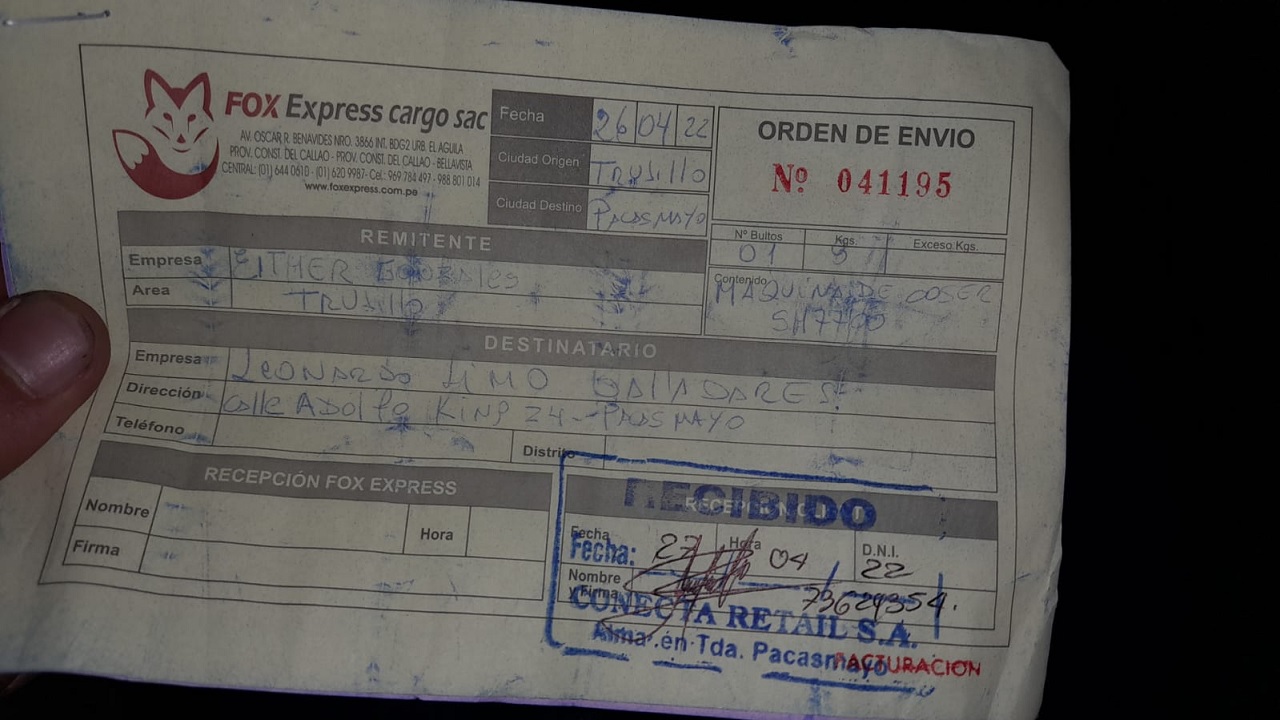 FOX Express cargo sac
AV. OSCAR R. BENAVIDES NRO. 3866 INT. BDG2 URB. EL AGUILA
PROV. CONST. DEL CALLAO - PROV. CONST. DEL CALLAO - BELLAVISTA
CENTRAL: (01) 644 0610 - (01) 620 9987- Cel.: 969 784 497 - 988 801 014
www.foxexpress.com.pe
Fecha 26 04 22
Ciudad Origen TRUJILLO
Ciudad Destino PACASMAYO
ORDEN DE ENVIO
Nº 041195
Nº Bultos Kgs. Exceso Kgs.
01
Contenido
MAQUINA DE COSER
REMITENTE
Empresa EITHER
Area TRUJILLO
DESTINATARIO
Empresa LEONARDO LIMO BALLADARES
Dirección Calle ADOLFO KING 24 - PACASMAYO
Teléfono Distrito
RECEPCIÓN FOX EXPRESS
Nombre Hora
Firma
RECIBIDO
Fecha Hora D.N.I.
Fecha: 27 / 04 / 22
Nombre
y Firma 73629354.
CONECTA RETAIL S.A.
Alma .en Tda. Pacasmayo
FACTURACION